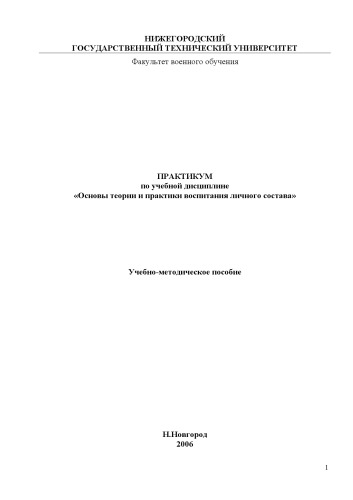 НИЖЕГОРОДСКИЙ
ГОСУДАРСТВЕННЫЙ ТЕХНИЧЕСКИЙ УНИВЕРСИТЕТ
Факультет военного обучения
ПРАКТИКУМ
по учебной дисциплине
«Основы теории и практики воспитания личного состава»
Учебно-методическое пособие
Н.Новгород
2006
1